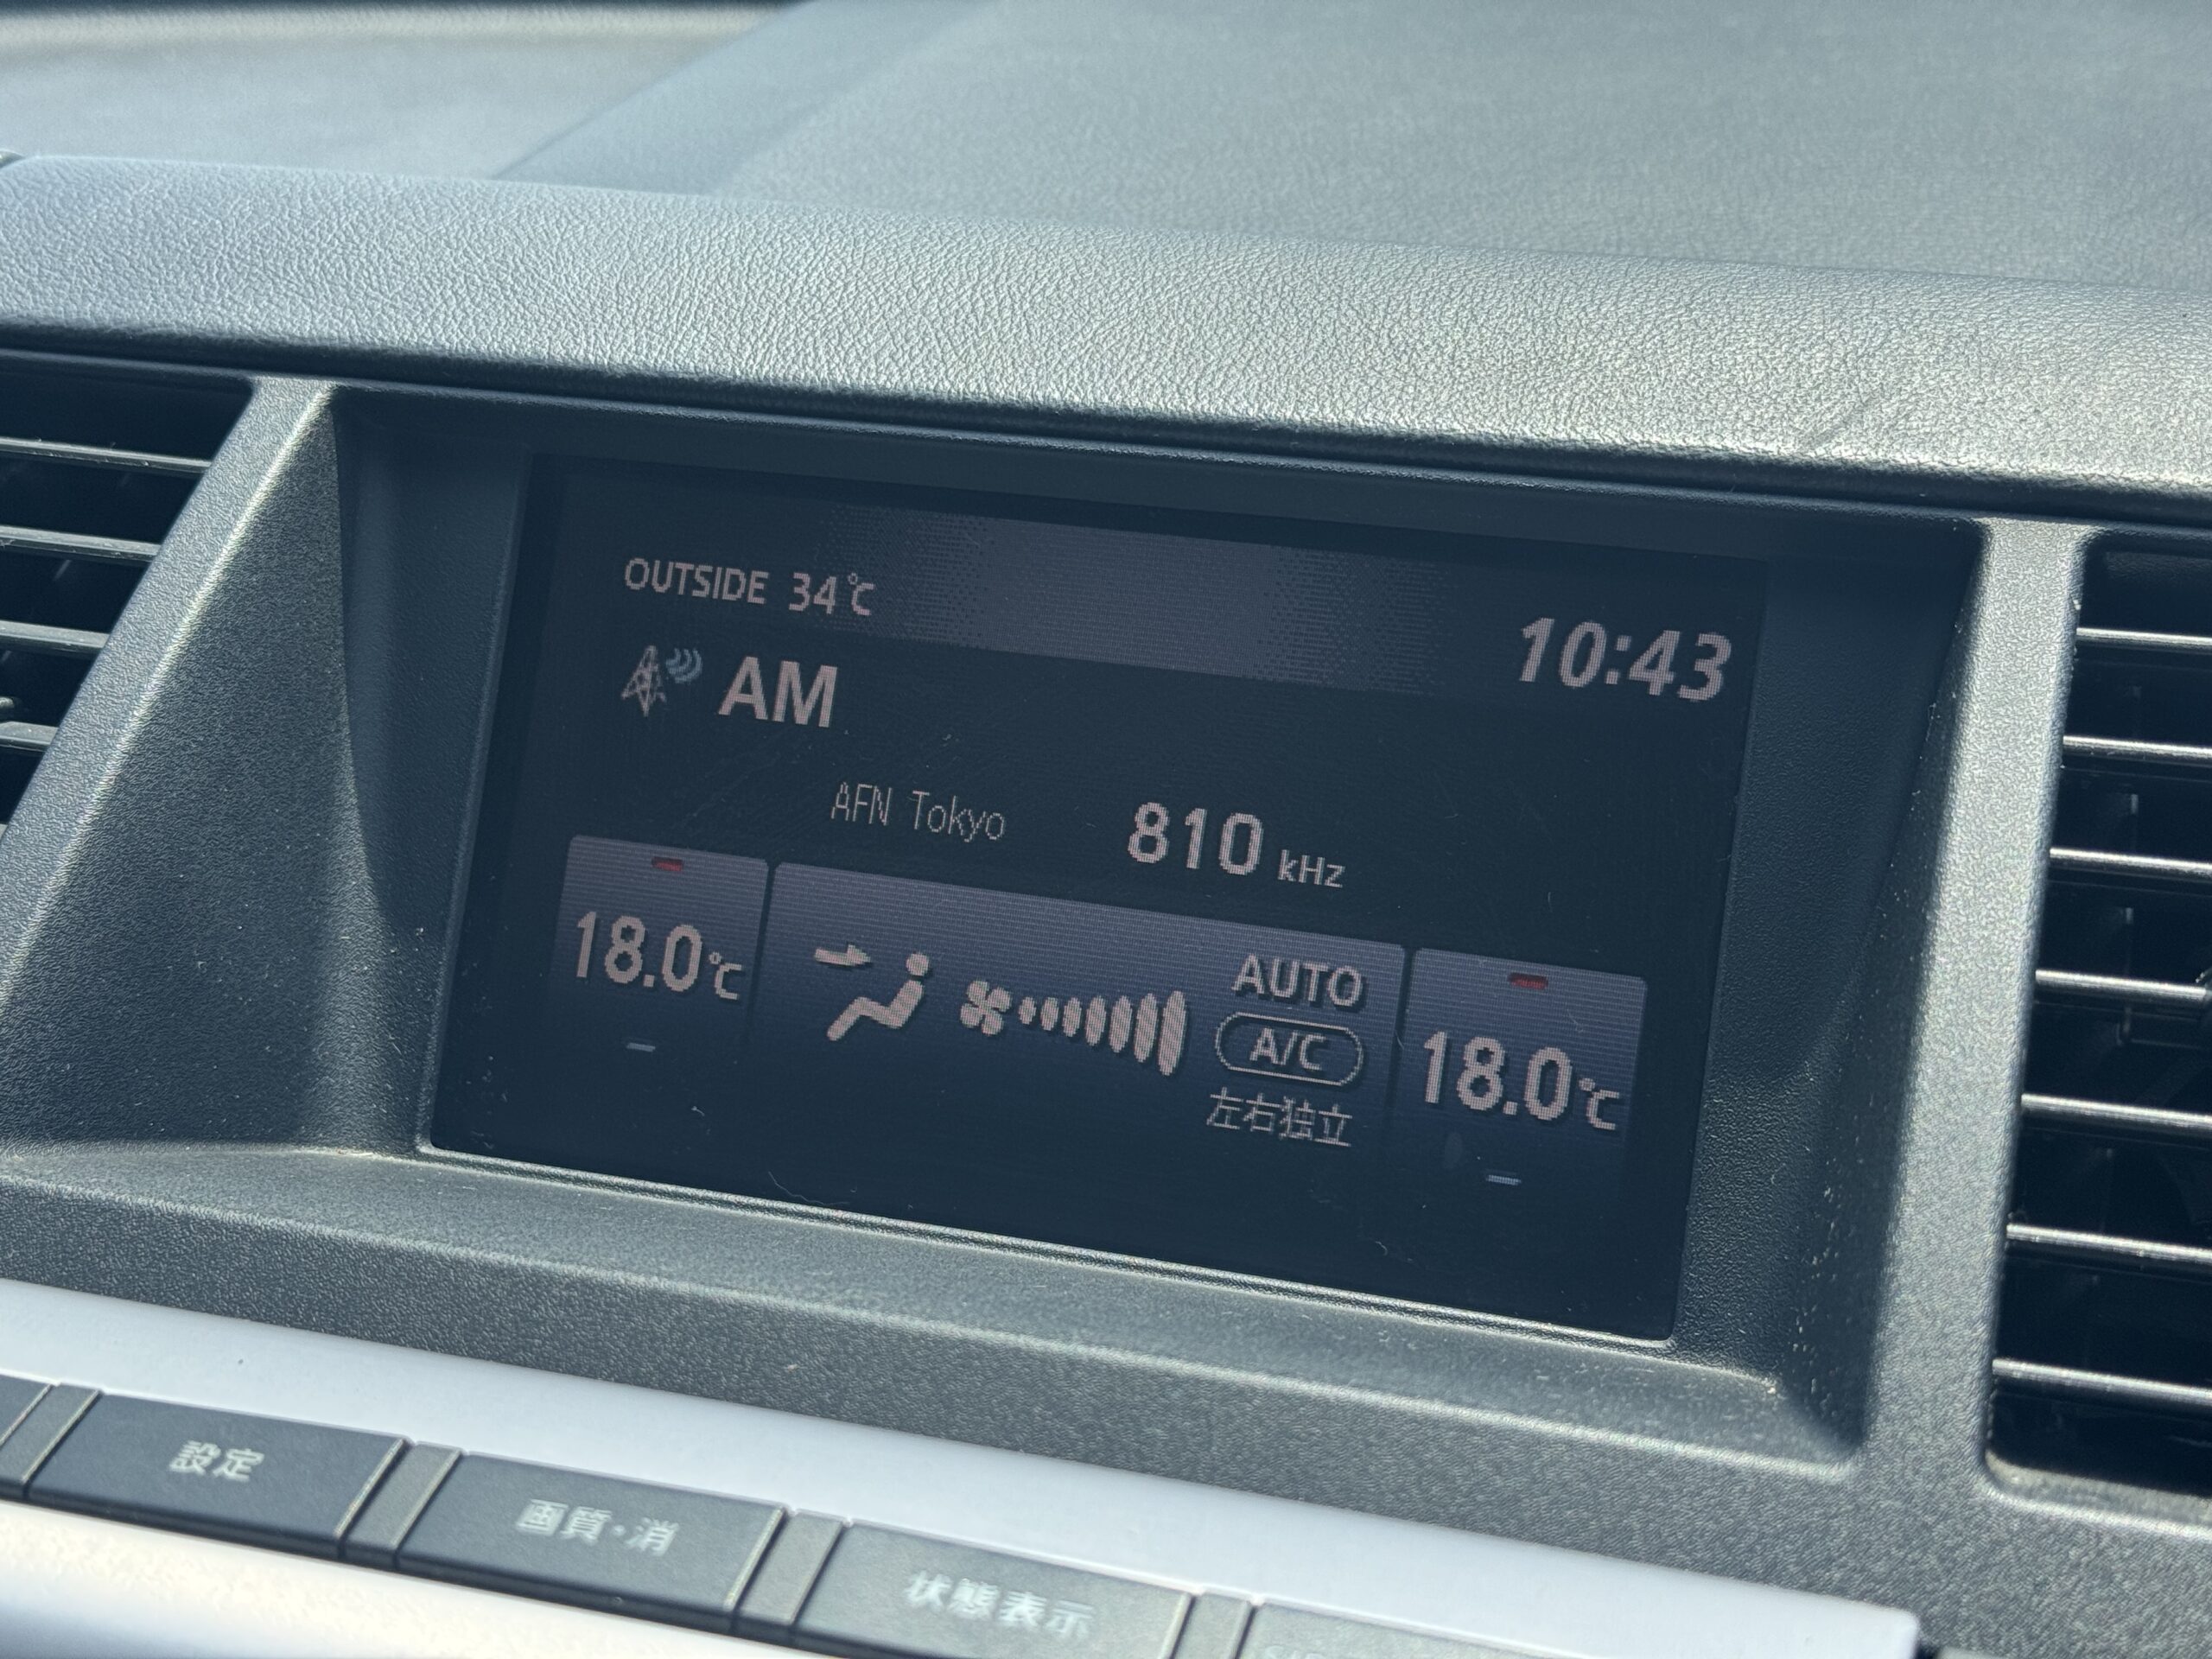 OUTSIDE 34℃
10:43
AM
AFN Tokyo 810 kHz
18.0℃
AUTO
A/C
左右独立
18.0℃
設定
画質・消
状態表示